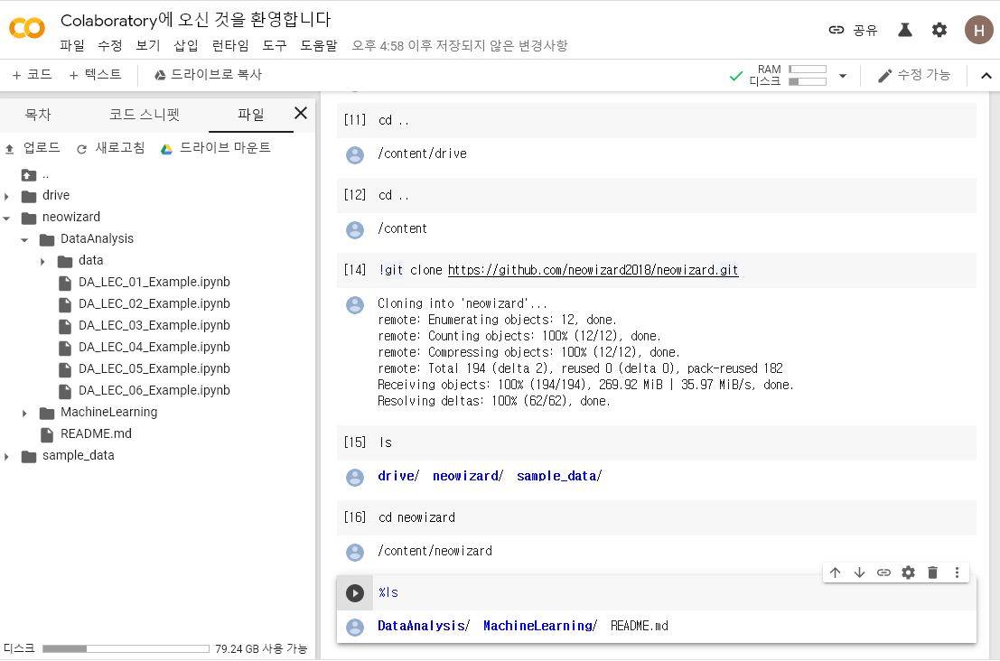 Colaboratory에 오신 것을 환영합니다
파일 수정 보기 삽입 런타임 도구 도움말 오후 4:58 이후 저장되지 않은 변경사항
공유
H
+ 코드 + 텍스트 드라이브로 복사
RAM
디스크
수정 가능
목차 코드 스니펫 파일
업로드 새로고침 드라이브 마운트
..
drive
neowizard
DataAnalysis
data
DA_LEC_01_Example.ipynb
DA_LEC_02_Example.ipynb
DA_LEC_03_Example.ipynb
DA_LEC_04_Example.ipynb
DA_LEC_05_Example.ipynb
DA_LEC_06_Example.ipynb
MachineLearning
README.md
sample_data
디스크 79.24 GB 사용 가능
[11] cd ..
/content/drive
[12] cd ..
/content
[14] !git clone https://github.com/neowizard2018/neowizard.git
Cloning into 'neowizard'...
remote: Enumerating objects: 12, done.
remote: Counting objects: 100% (12/12), done.
remote: Compressing objects: 100% (12/12), done.
remote: Total 194 (delta 2), reused 0 (delta 0), pack-reused 182
Receiving objects: 100% (194/194), 269.92 MiB | 35.97 MiB/s, done.
Resolving deltas: 100% (62/62), done.
[15] ls
drive/ neowizard/ sample_data/
[16] cd neowizard
/content/neowizard
%ls
DataAnalysis/ MachineLearning/ README.md